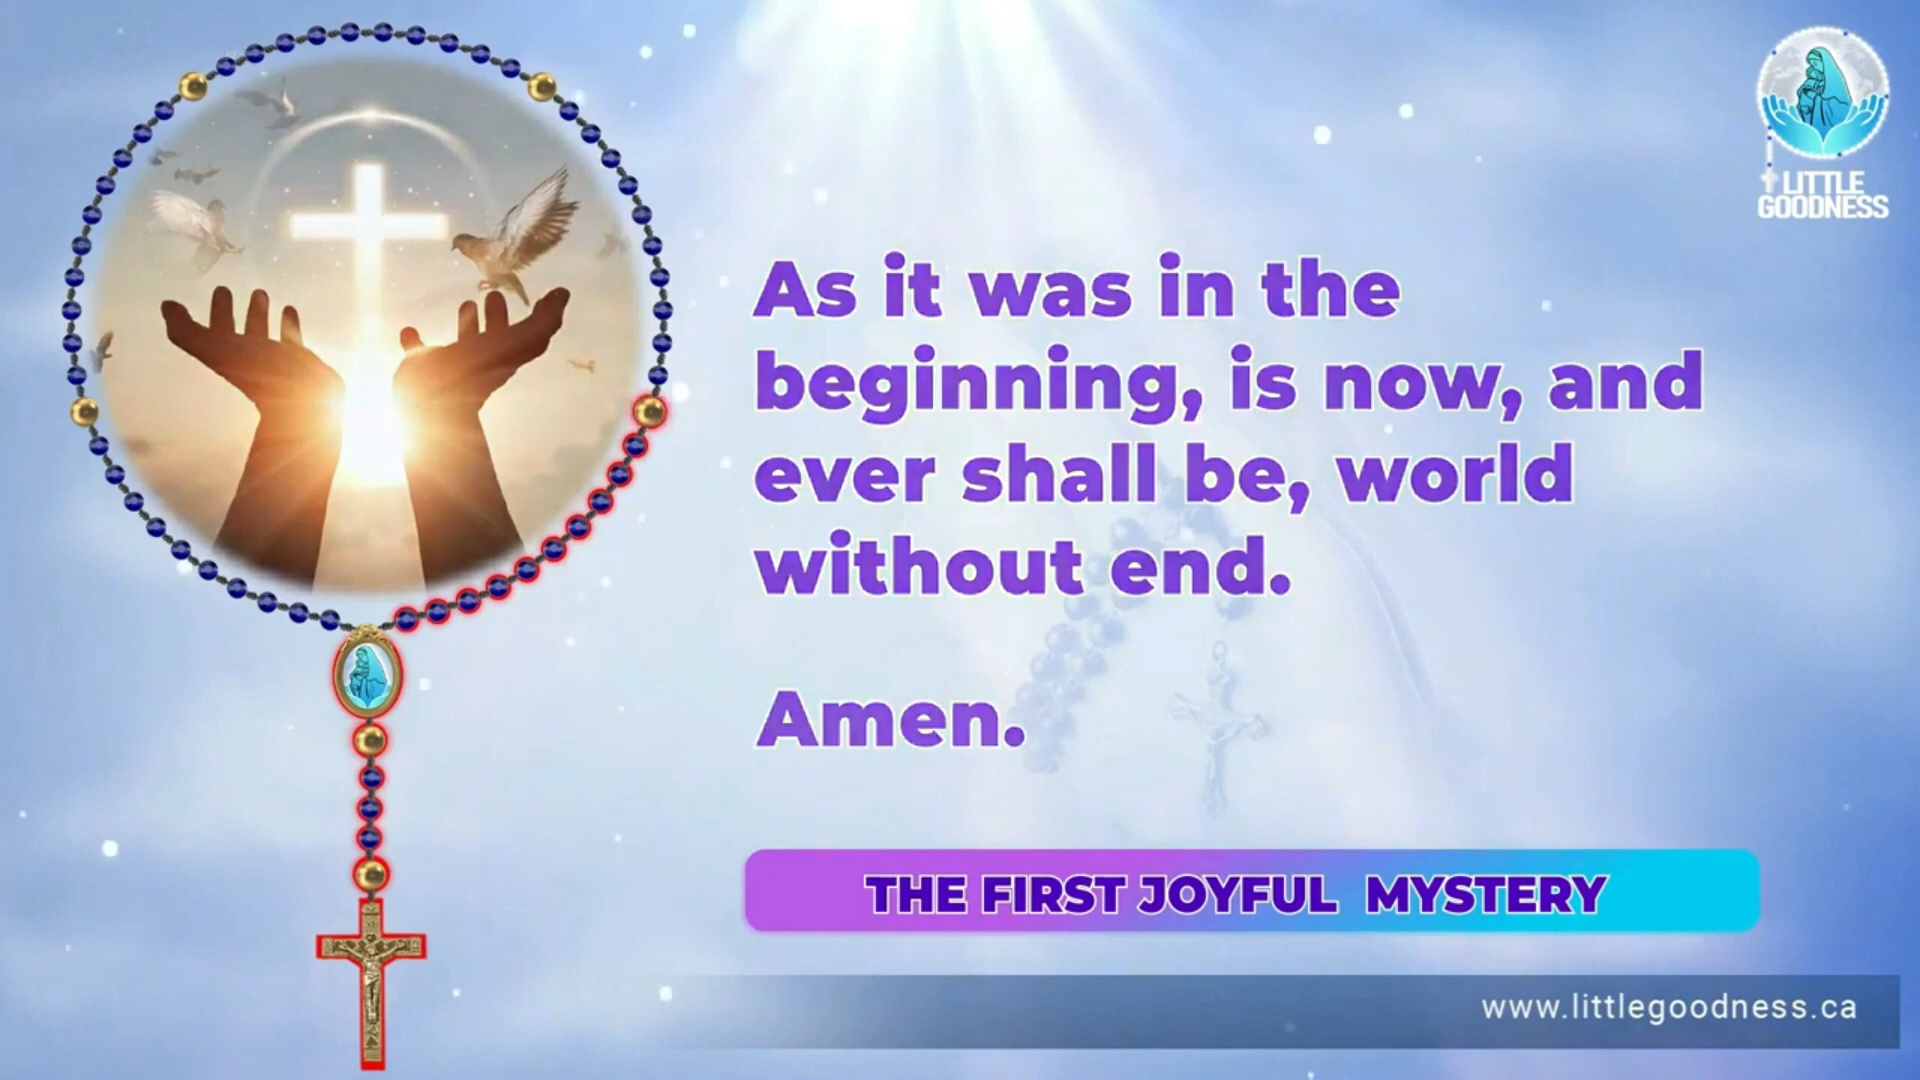 LITTLE
GOODNESS
As it was in the
beginning, is now, and
ever shall be, world
without end.
Amen.
THE FIRST JOYFUL MYSTERY
www.littlegoodness.ca